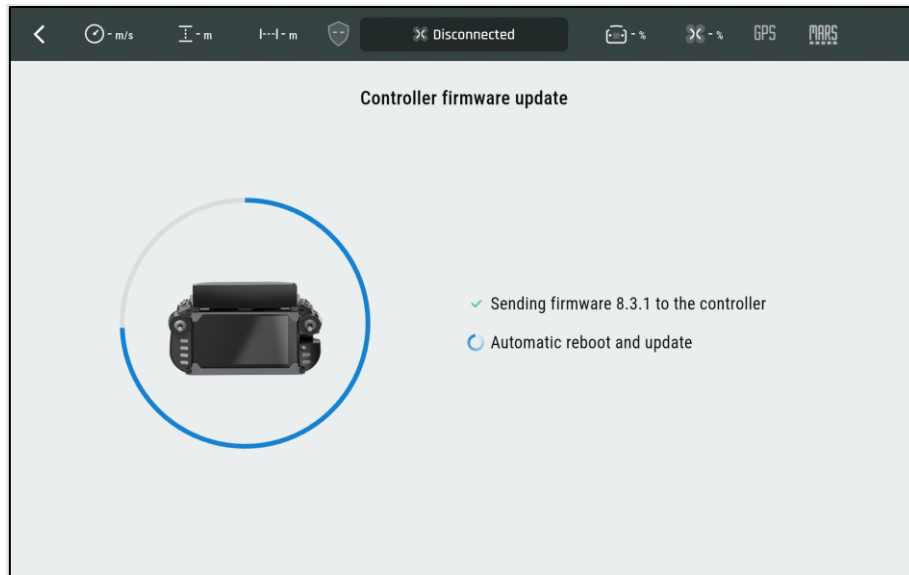 - m/s - m - m -- Disconnected - % - % GPS MARS
Controller firmware update
Sending firmware 8.3.1 to the controller
Automatic reboot and update